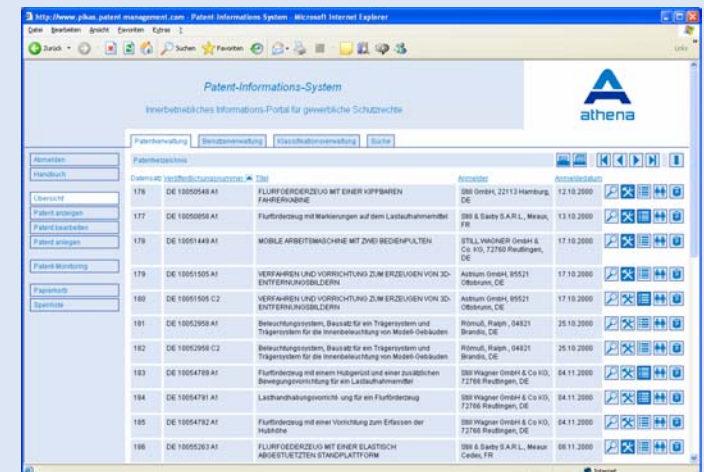 http://www.pikas.patent management.com - Patent-Informations-System - Microsoft Internet Explorer
Datei Bearbeiten Ansicht Favoriten Extras ?
Zurück Suchen Favoriten Links
Patent-Informations-System
Innerbetriebliches Informations-Portal für gewerbliche Schutzrechte
athena
Patentverwaltung Benutzerverwaltung Klassifikationsverwaltung Suche
Abmelden
Handbuch
Übersicht
Patent anzeigen
Patent bearbeiten
Patent anlegen
Patent-Monitoring
Papierkorb
Sperrliste
Patentverzeichnis
Datensatz Veröffentlichungsnummer Titel Anmelder Anmeldedatum
176 DE 10050548 A1 FLURFOERDERZEUG MIT EINER KIPPBAREN Still GmbH, 22113 Hamburg, 12.10.2000
FAHRERKABINE DE
177 DE 10050858 A1 Flurförderzeug mit Markierungen auf dem Lastaufnahmemittel Still & Saxby S.A.R.L., Meaux, 13.10.2000
FR
178 DE 10051449 A1 MOBILE ARBEITSMASCHINE MIT ZWEI BEDIENPULTEN STILL WAGNER GmbH & 17.10.2000
Co. KG, 72760 Reutlingen,
DE
179 DE 10051505 A1 VERFAHREN UND VORRICHTUNG ZUM ERZEUGEN VON 3D- Astrium GmbH, 85521 17.10.2000
ENTFERNUNGSBILDERN Ottobrunn, DE
180 DE 10051505 C2 VERFAHREN UND VORRICHTUNG ZUM ERZEUGEN VON 3D- Astrium GmbH, 85521 17.10.2000
ENTFERNUNGSBILDERN Ottobrunn, DE
181 DE 10052958 A1 Beleuchtungssystem, Bausatz für ein Trägersystem und Römuß, Ralph, 04821 25.10.2000
Trägersystem für die Innenbeleuchtung von Modell-Gebäuden Brandis, DE
182 DE 10052958 C2 Beleuchtungssystem, Bausatz für ein Trägersystem und Römuß, Ralph, 04821 25.10.2000
Trägersystem für die Innenbeleuchtung von Modell-Gebäuden Brandis, DE
183 DE 10054789 A1 Flurförderzeug mit einem Hubgerüst und einer zusätzlichen Still Wagner GmbH & Co KG, 04.11.2000
Bewegungsvorrichtung für ein Lastaufnahmemittel 72766 Reutlingen, DE
184 DE 10054791 A1 Lasthandhabungsvorricht- ung für ein Flurförderzeug Still Wagner GmbH & Co KG, 04.11.2000
72766 Reutlingen, DE
185 DE 10054792 A1 Flurförderzeug mit einer Vorrichtung zum Erfassen der Still Wagner GmbH & Co KG, 04.11.2000
Hubhöhe 72766 Reutlingen, DE
186 DE 10055263 A1 FLURFOEDERZEUG MIT EINER ELASTISCH Still & Saxby S.A.R.L., Meaux 08.11.2000
ABGESTUETZTEN STANDPLATTFORM Cedex, FR
Internet